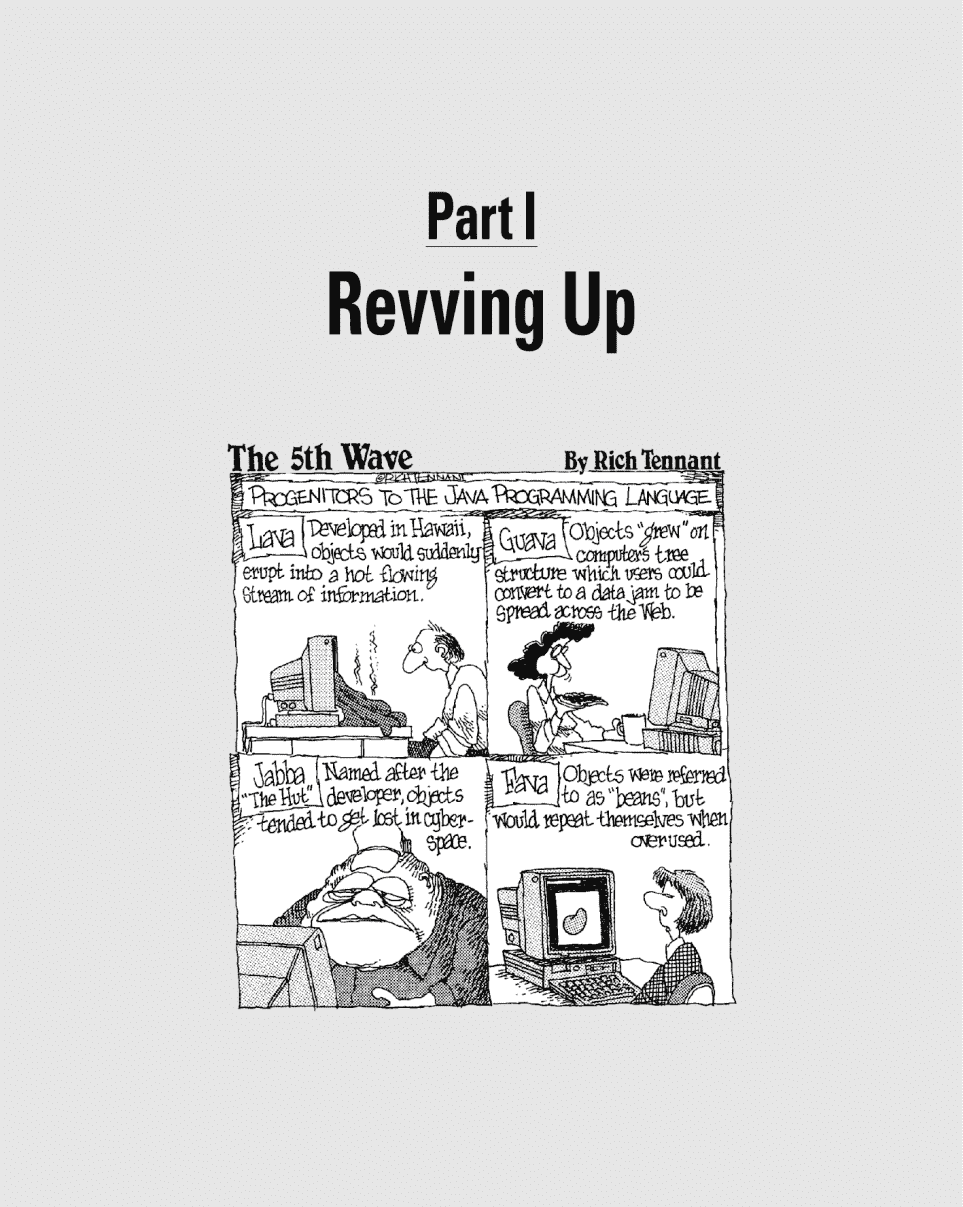 Part I
Revving Up
The 5th Wave
By Rich Tennant
©RICHTENNANT
PROGENITORS TO THE JAVA PROGRAMMING LANGUAGE
Lava
Developed in Hawaii,
objects would suddenly
erupt into a hot flowing
stream of information.
Guava
Objects "grew" on
computers tree
structure which users could
convert to a data jam to be
spread across the Web.
Jabba
"The Hut"
Named after the
developer, objects
tended to get lost in cyber-
space.
Fava
Objects were referred
to as "beans", but
would repeat themselves when
overused.